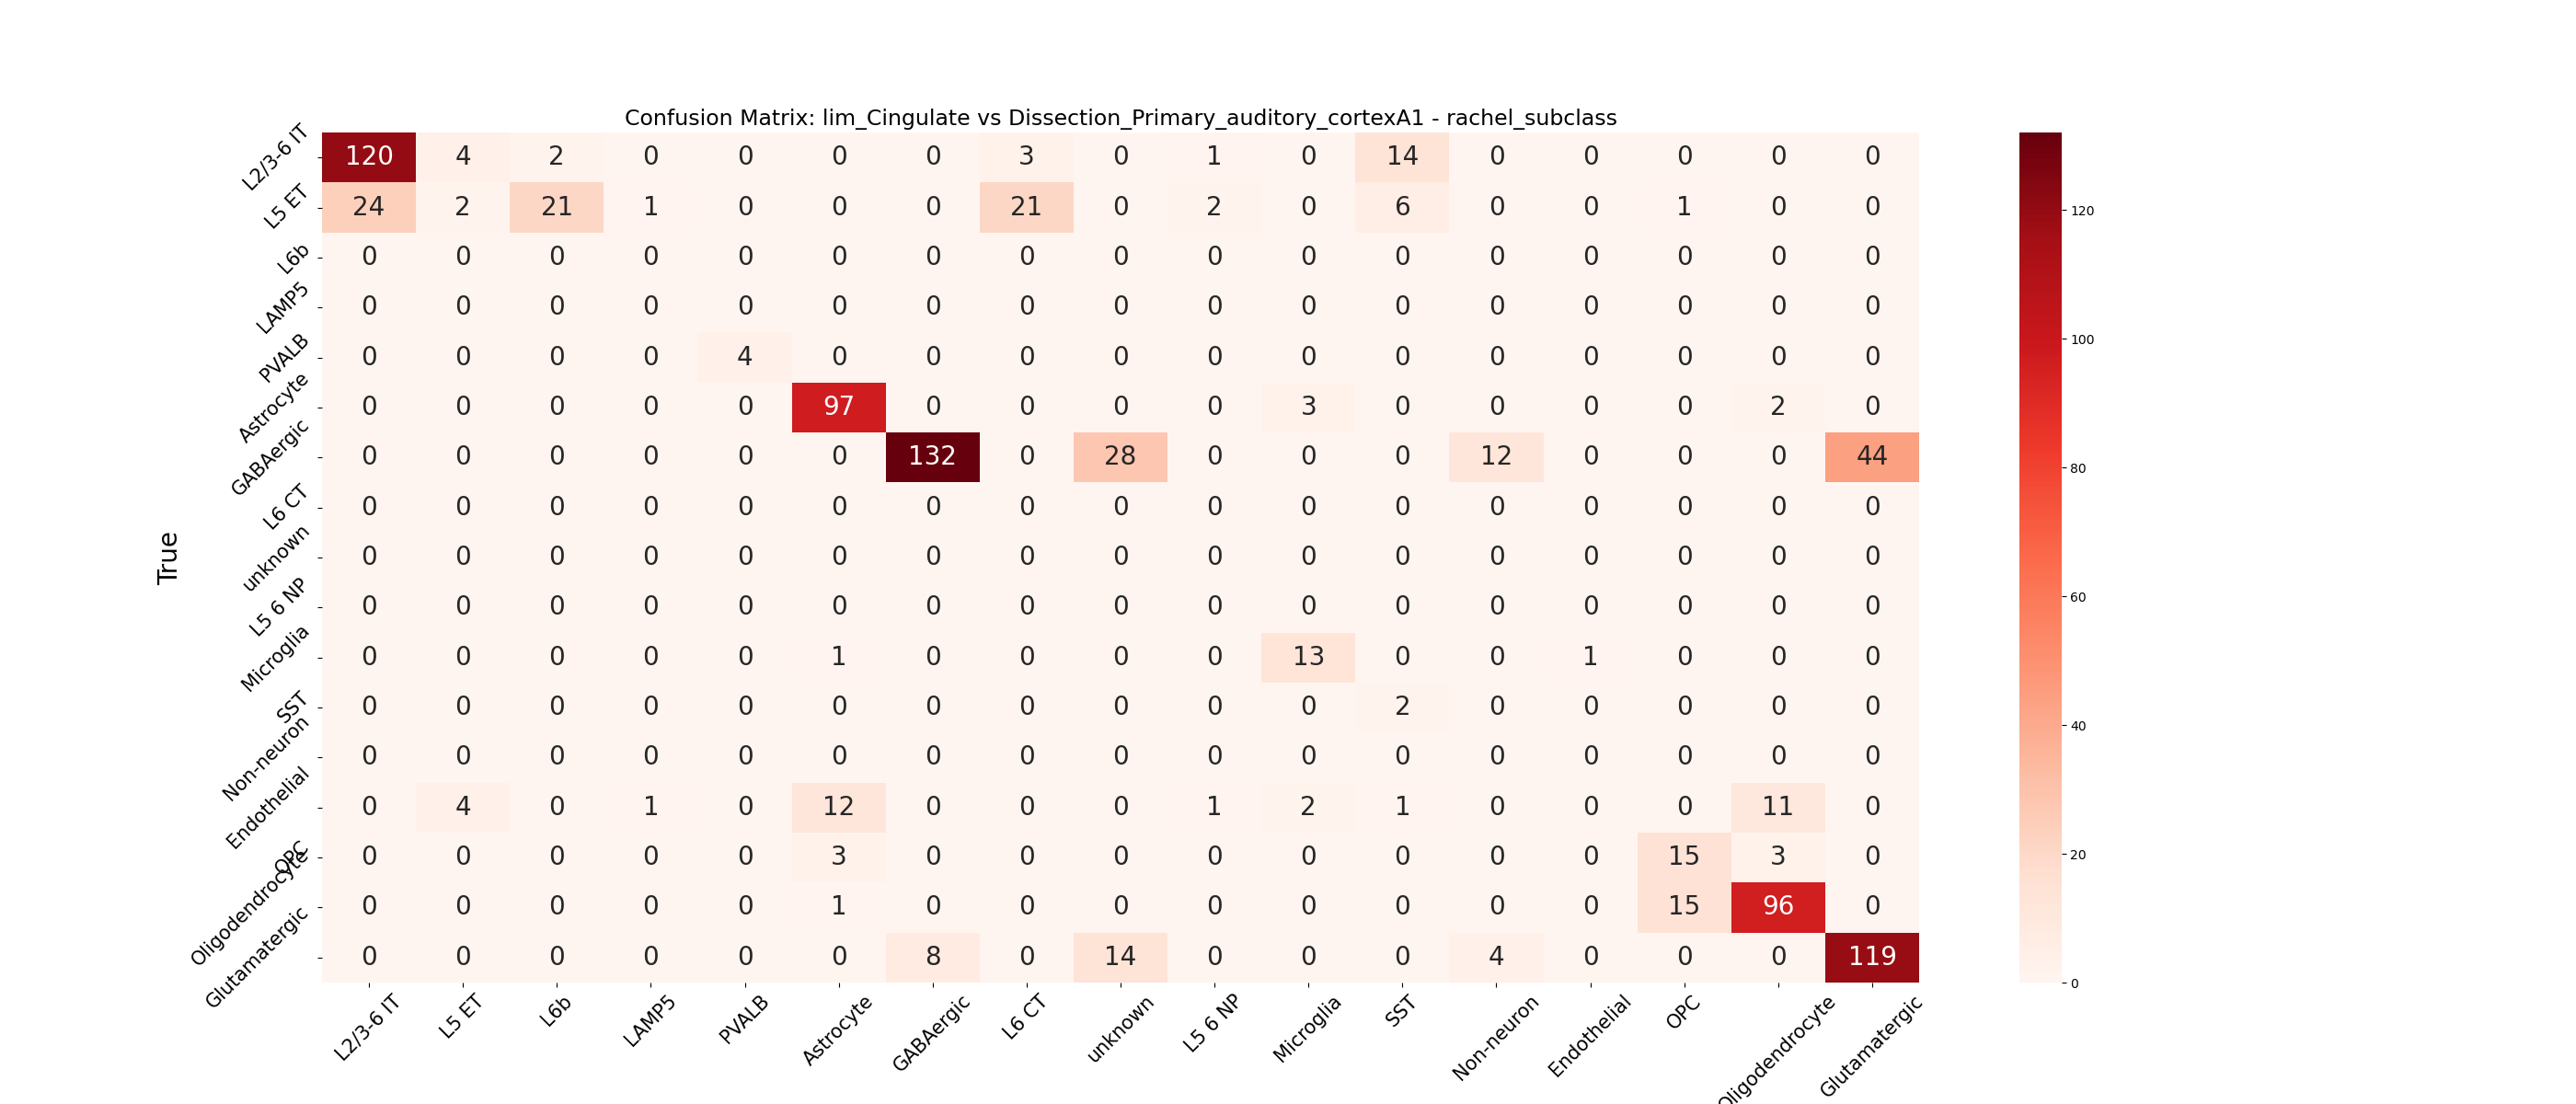 Confusion Matrix: lim_Cingulate vs Dissection_Primary_auditory_cortexA1 - rachel_subclass
L2/3-6 IT 120 4 2 0 0 0 0 3 0 1 0 14 0 0 0 0 0
L5 ET 24 2 21 1 0 0 0 21 0 2 0 6 0 0 1 0 0
L6b 0 0 0 0 0 0 0 0 0 0 0 0 0 0 0 0 0
LAMP5 0 0 0 0 0 0 0 0 0 0 0 0 0 0 0 0 0
PVALB 0 0 0 0 4 0 0 0 0 0 0 0 0 0 0 0 0
Astrocyte 0 0 0 0 0 97 0 0 0 0 3 0 0 0 0 2 0
GABAergic 0 0 0 0 0 0 132 0 28 0 0 0 12 0 0 0 44
L6 CT 0 0 0 0 0 0 0 0 0 0 0 0 0 0 0 0 0
unknown 0 0 0 0 0 0 0 0 0 0 0 0 0 0 0 0 0
L5 6 NP 0 0 0 0 0 0 0 0 0 0 0 0 0 0 0 0 0
Microglia 0 0 0 0 0 1 0 0 0 0 13 0 0 1 0 0 0
SST 0 0 0 0 0 0 0 0 0 0 0 2 0 0 0 0 0
Non-neuron 0 0 0 0 0 0 0 0 0 0 0 0 0 0 0 0 0
Endothelial 0 4 0 1 0 12 0 0 0 1 2 1 0 0 0 11 0
OPC 0 0 0 0 0 3 0 0 0 0 0 0 0 0 15 3 0
Oligodendrocyte 0 0 0 0 0 1 0 0 0 0 0 0 0 0 15 96 0
Glutamatergic 0 0 0 0 0 0 8 0 14 0 0 0 4 0 0 0 119
True
L2/3-6 IT L5 ET L6b LAMP5 PVALB Astrocyte GABAergic L6 CT unknown L5 6 NP Microglia SST Non-neuron Endothelial OPC Oligodendrocyte Glutamatergic
120
100
80
60
40
20
0